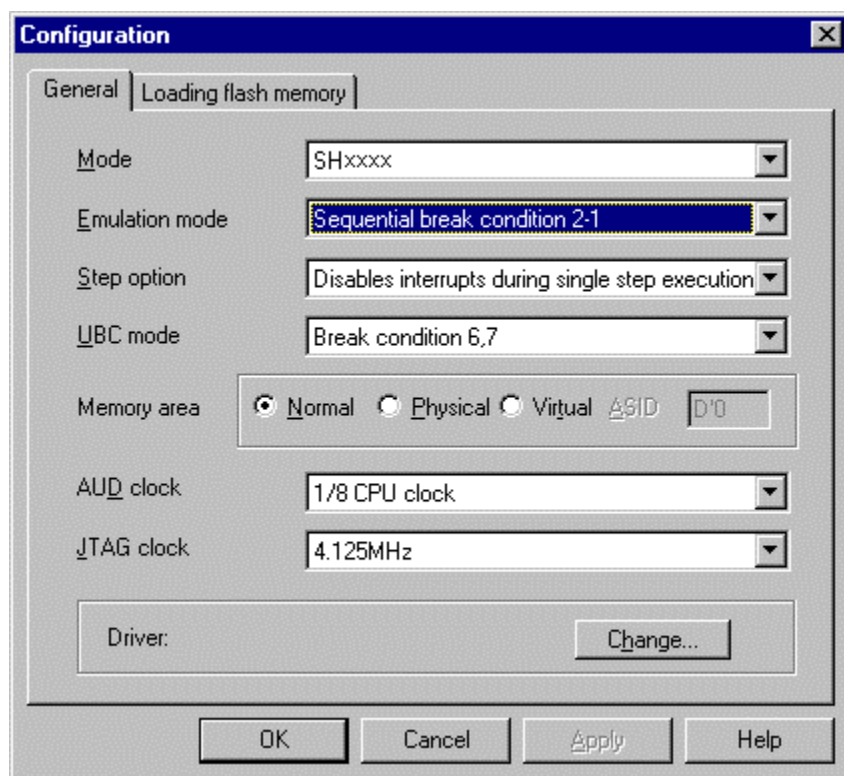 Configuration
General Loading flash memory
Mode SHxxxx
Emulation mode Sequential break condition 2-1
Step option Disables interrupts during single step execution
UBC mode Break condition 6,7
Memory area Normal Physical Virtual ASID D'0
AUD clock 1/8 CPU clock
JTAG clock 4.125MHz
Driver: Change...
OK Cancel Apply Help